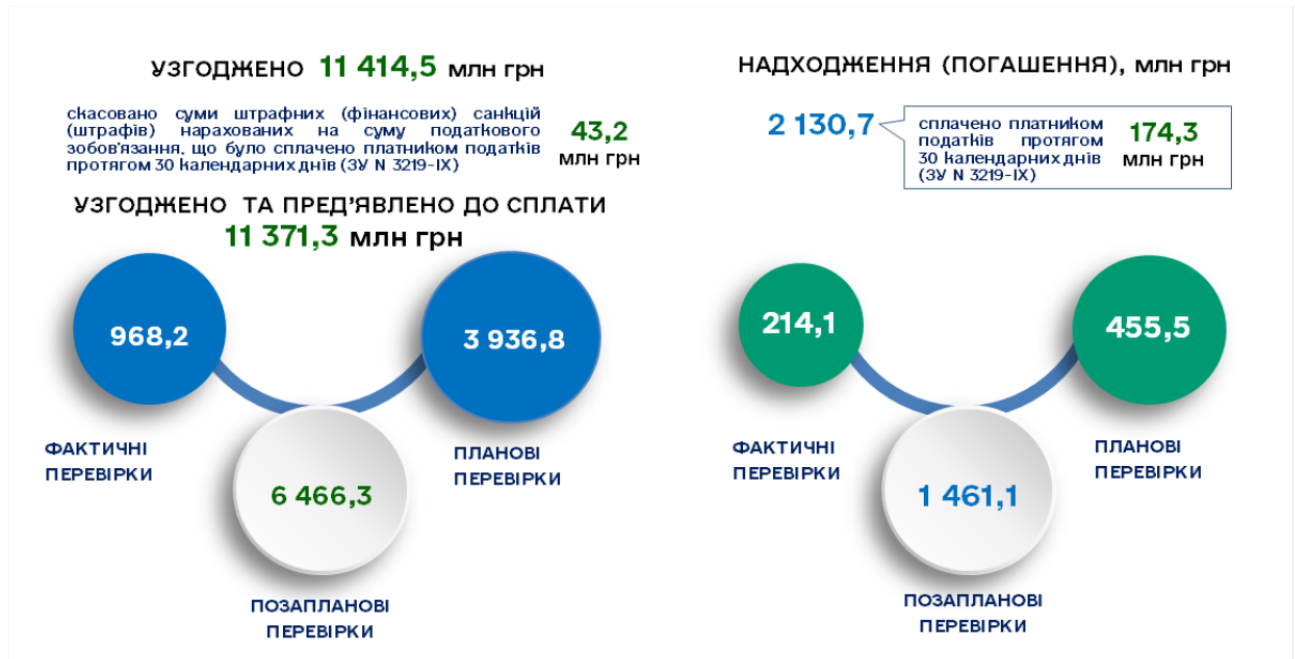 УЗГОДЖЕНО 11 414,5 млн грн
скасовано суми штрафних (фінансових) санкцій
(штрафів) нарахованих на суму податкового
зобов'язання, що було сплачено платником податків
протягом 30 календарних днів (ЗУ N 3219-IX)
43,2
млн грн
УЗГОДЖЕНО ТА ПРЕД’ЯВЛЕНО ДО СПЛАТИ
11 371,3 млн грн
968,2
3 936,8
ФАКТИЧНІ
ПЕРЕВІРКИ
6 466,3
ПЛАНОВІ
ПЕРЕВІРКИ
ПОЗАПЛАНОВІ
ПЕРЕВІРКИ
НАДХОДЖЕННЯ (ПОГАШЕННЯ), млн грн
2 130,7
сплачено платником
податків протягом
30 календарних днів
(ЗУ N 3219-IX)
174,3
млн грн
214,1
455,5
ФАКТИЧНІ
ПЕРЕВІРКИ
1 461,1
ПЛАНОВІ
ПЕРЕВІРКИ
ПОЗАПЛАНОВІ
ПЕРЕВІРКИ